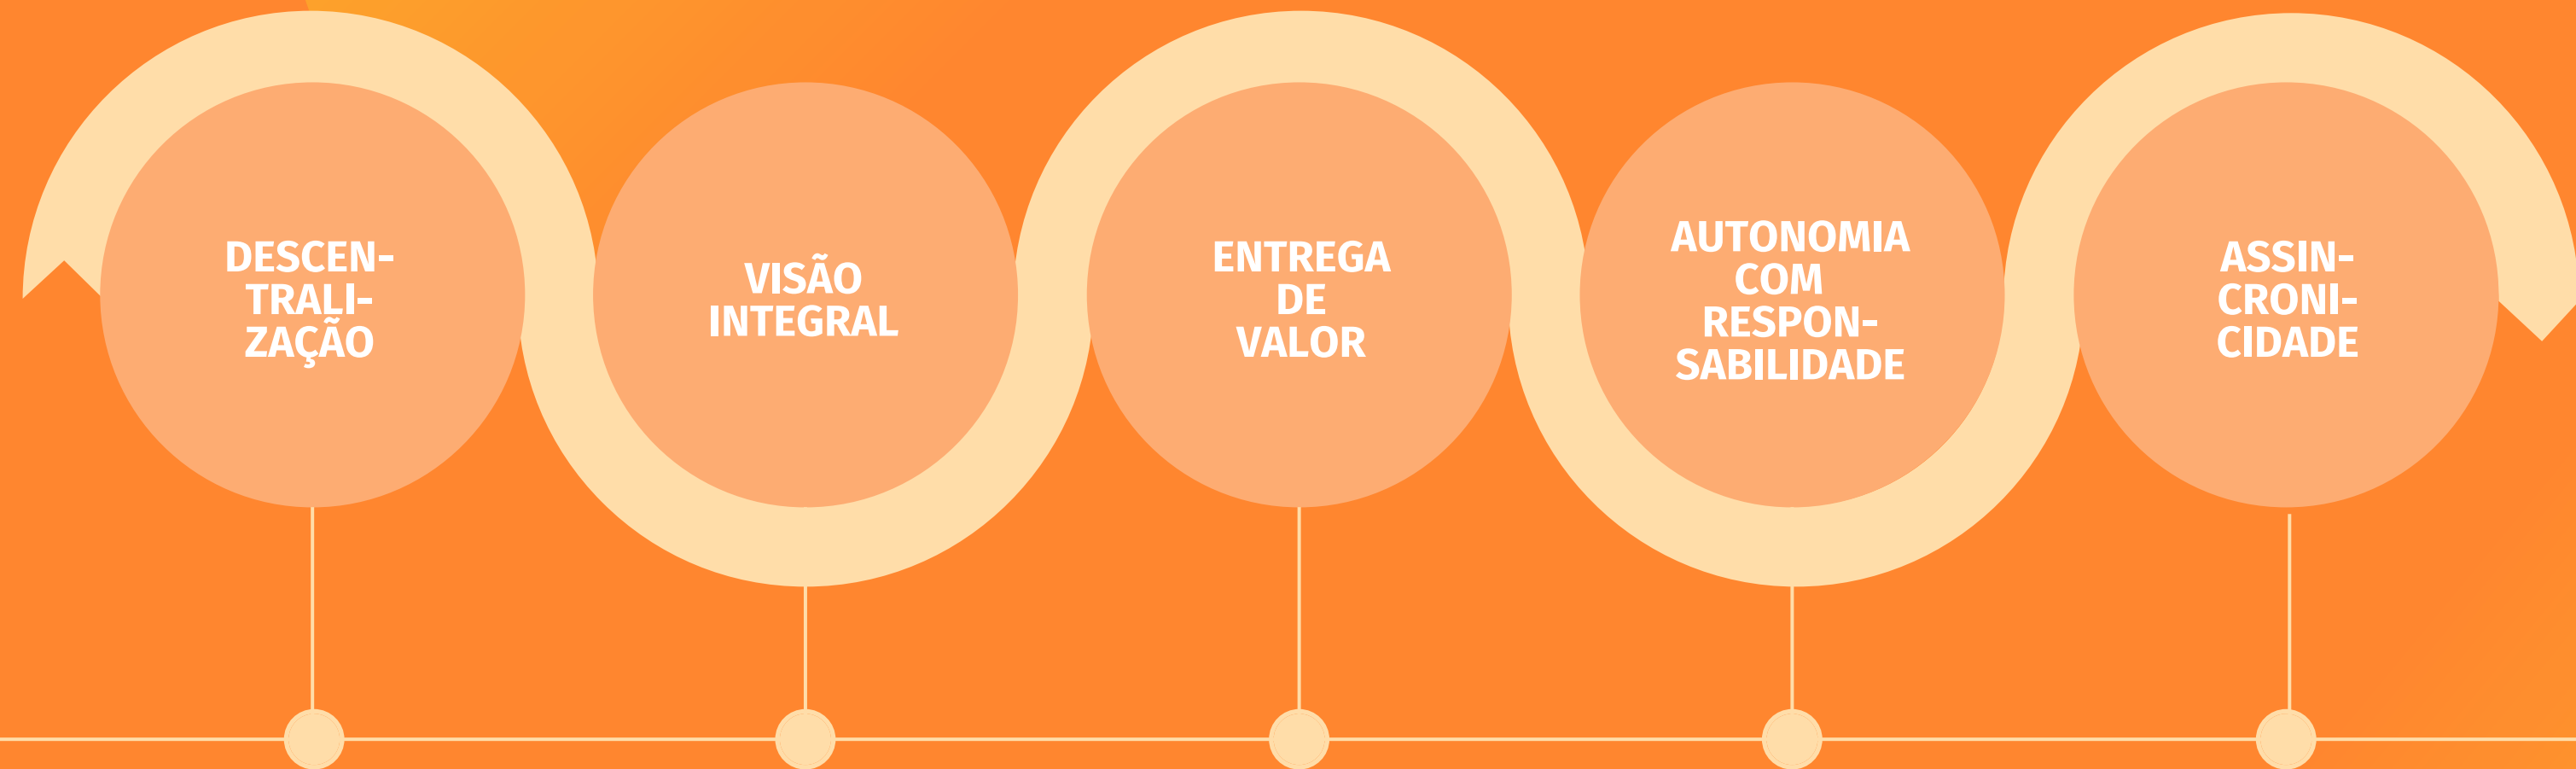 DESCEN-
TRALI-
ZAÇÃO
VISÃO
INTEGRAL
ENTREGA
DE
VALOR
AUTONOMIA
COM
RESPON-
SABILIDADE
ASSIN-
CRONI-
CIDADE